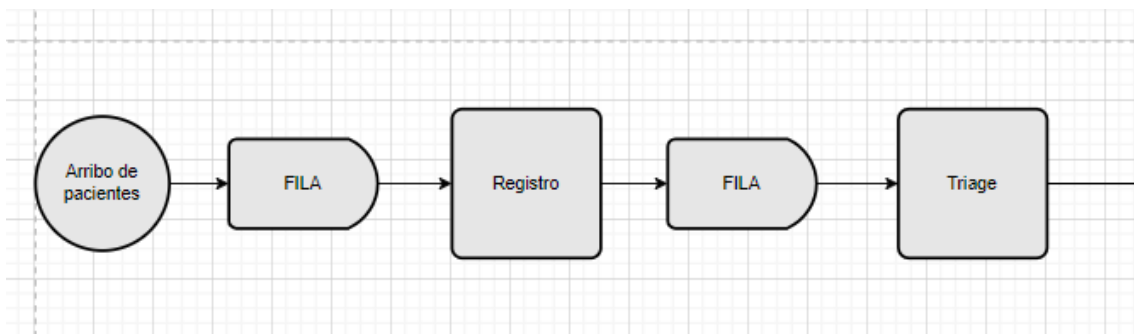 Arribo de
pacientes
FILA
Registro
FILA
Triage